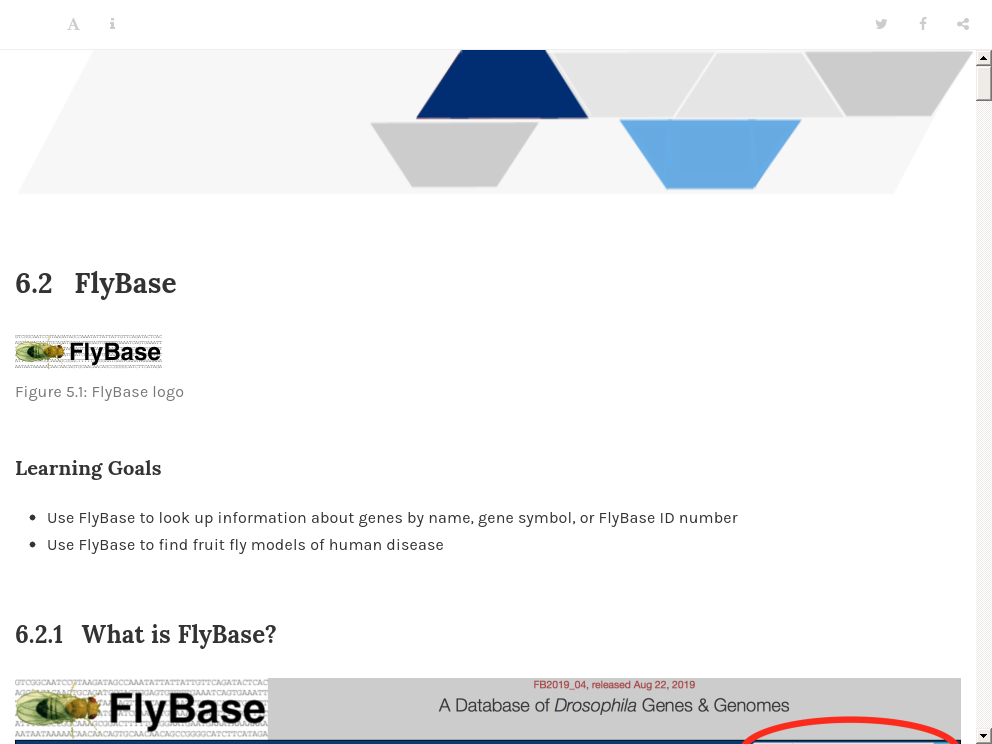 A
6.2 FlyBase
FlyBase
Figure 5.1: FlyBase logo
Learning Goals
Use FlyBase to look up information about genes by name, gene symbol, or FlyBase ID number
Use FlyBase to find fruit fly models of human disease
6.2.1 What is FlyBase?
FlyBase
FB2019_04, released Aug 22, 2019
A Database of Drosophila Genes & Genomes